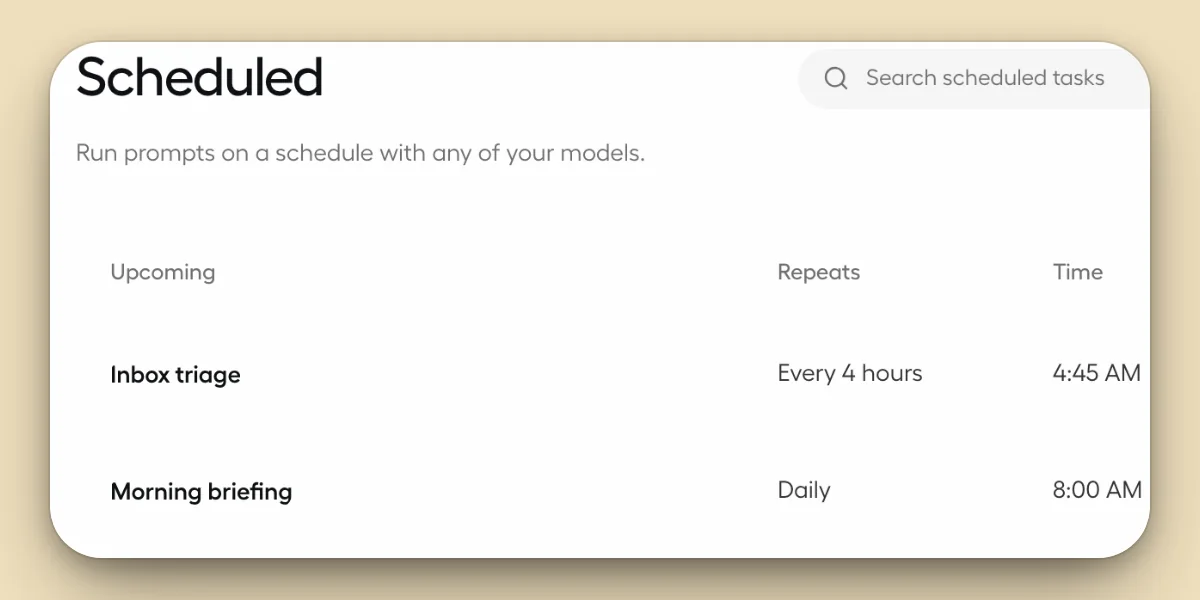 Scheduled
Search scheduled tasks
Run prompts on a schedule with any of your models.
Upcoming Repeats Time
Inbox triage Every 4 hours 4:45 AM
Morning briefing Daily 8:00 AM